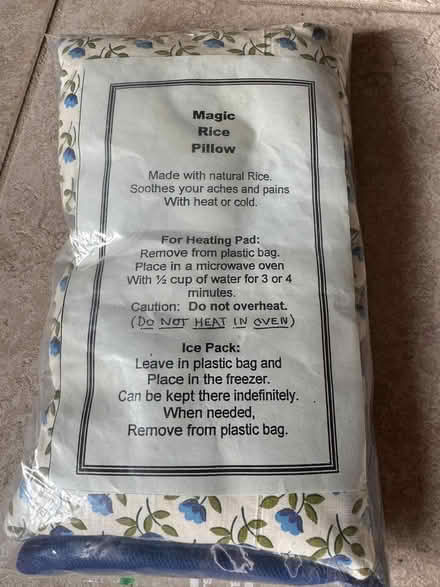 Magic
Rice
Pillow
Made with natural Rice.
Soothes your aches and pains
With heat or cold.
For Heating Pad:
Remove from plastic bag.
Place in a microwave oven
With ½ cup of water for 3 or 4
minutes.
Caution: Do not overheat.
(DO NOT HEAT IN OVEN)
Ice Pack:
Leave in plastic bag and
Place in the freezer.
Can be kept there indefinitely.
When needed,
Remove from plastic bag.